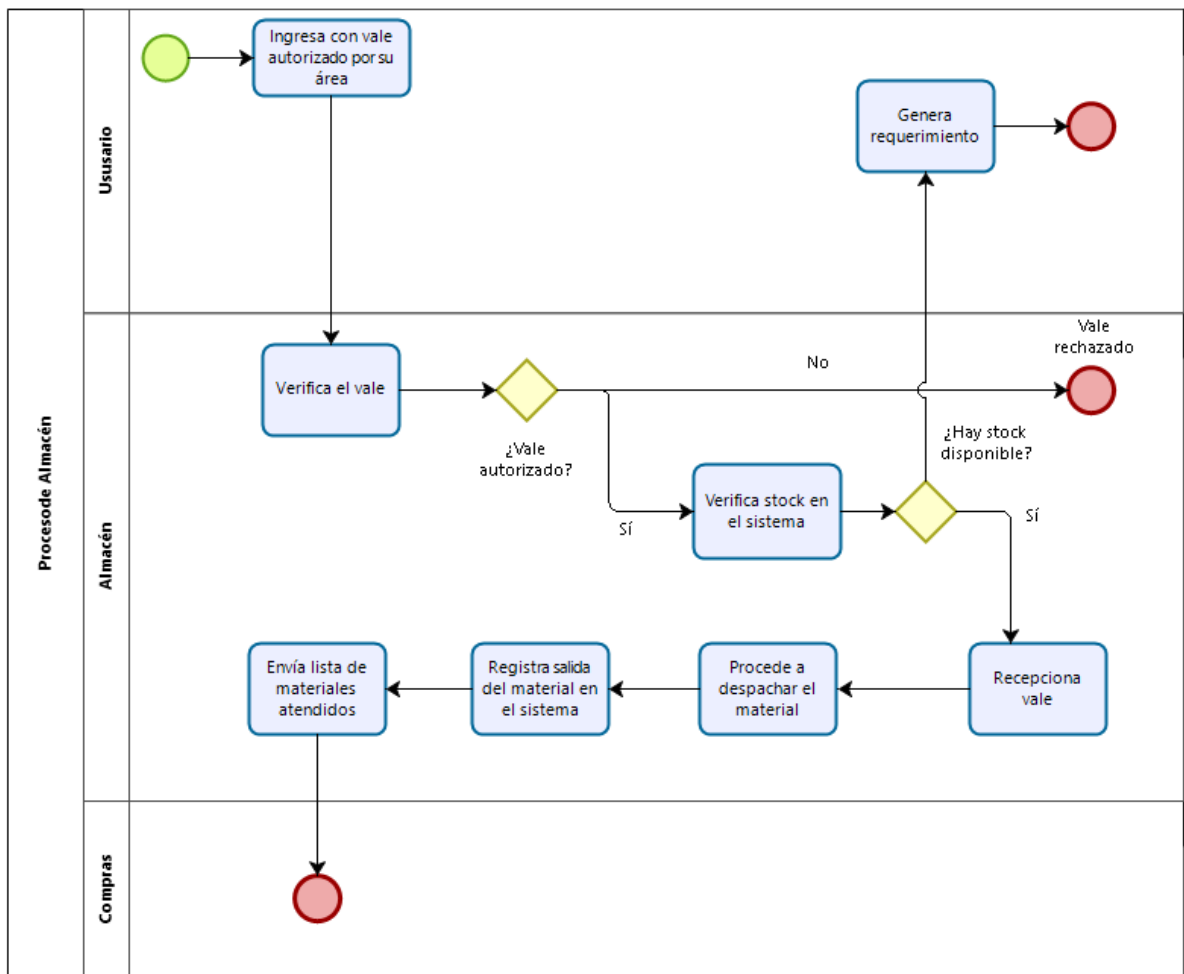 Procesode Almacén
Ususario
Ingresa con vale
autorizado por su
área
Genera
requerimiento
Almacén
Verifica el vale
¿Vale
autorizado?
No
Vale
rechazado
Sí
Verifica stock en
el sistema
¿Hay stock
disponible?
Sí
Recepciona
vale
Procede a
despachar el
material
Registra salida
del material en
el sistema
Envía lista de
materiales
atendidos
Compras